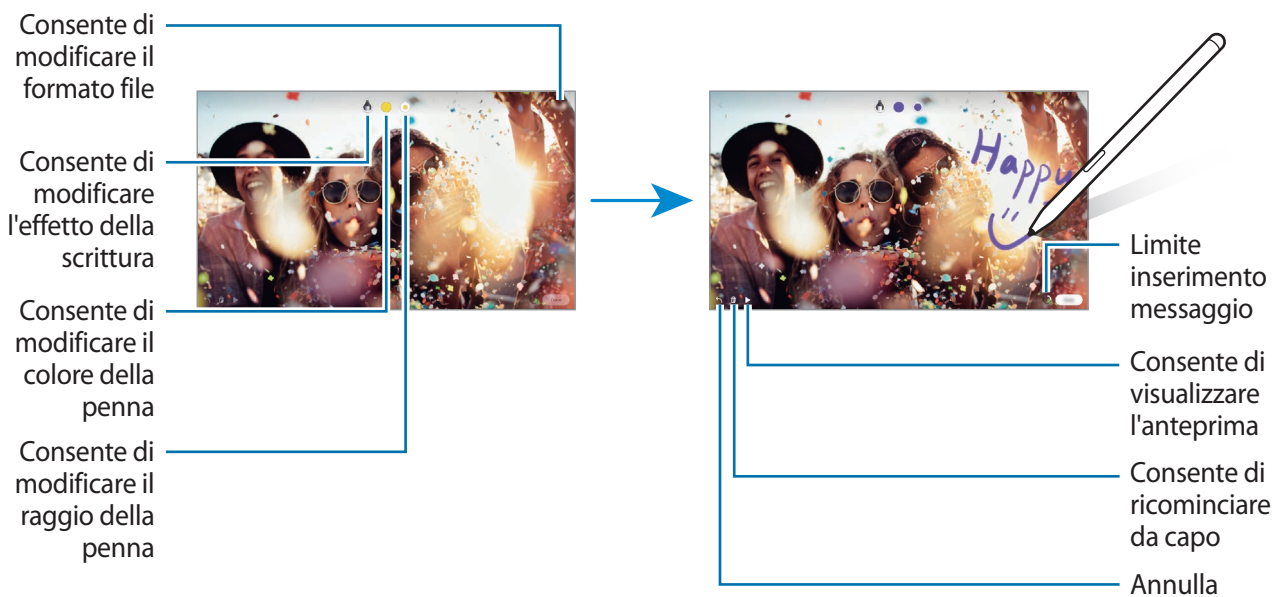 Consente di
modificare il
formato file
Consente di
modificare
l'effetto della
scrittura
Consente di
modificare il
colore della
penna
Consente di
modificare il
raggio della
penna
Happy
Limite
inserimento
messaggio
Consente di
visualizzare
l'anteprima
Consente di
ricominciare
da capo
Annulla